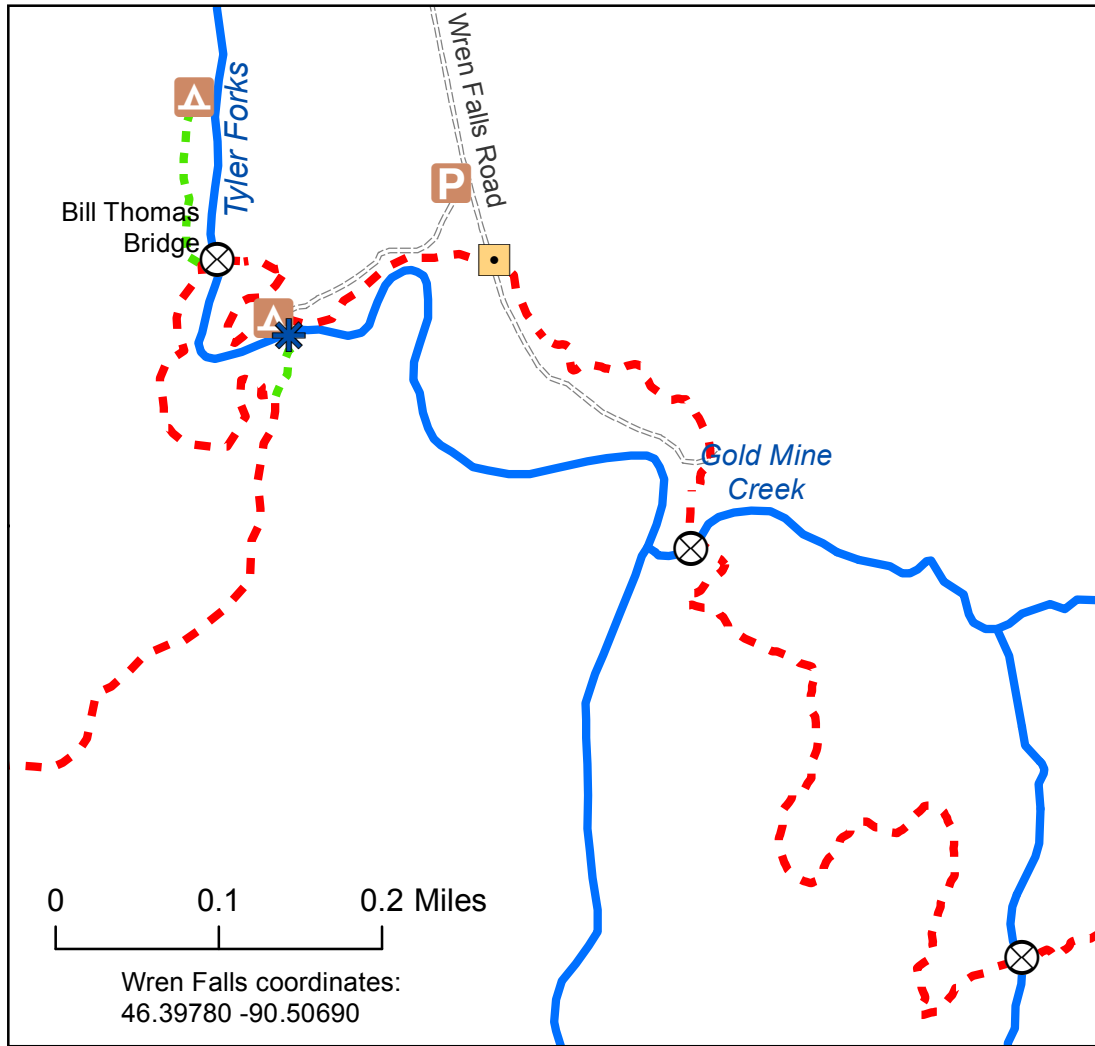 Wren Falls Road
Tyler Forks
P
Bill Thomas
Bridge
Gold Mine
Creek
0 0.1 0.2 Miles
Wren Falls coordinates:
46.39780 -90.50690